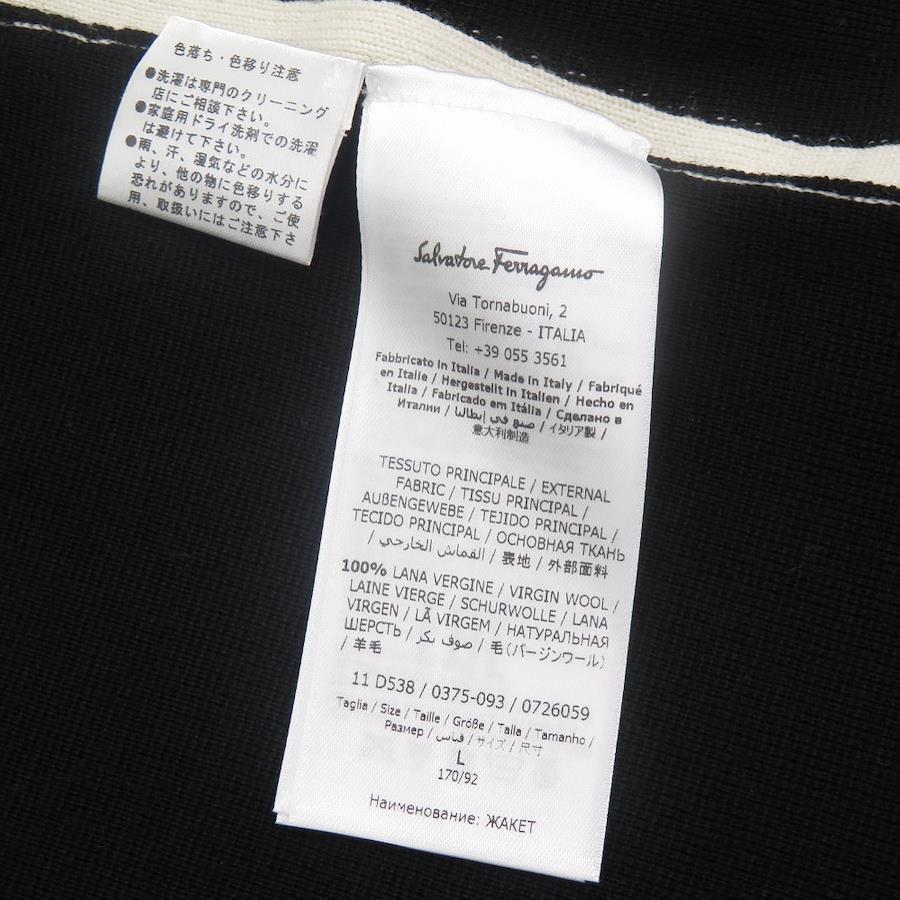 色落ち・色移り注意
●洗濯は専門のクリーニング
店にご相談下さい。
●家庭用ドライ洗剤での洗濯
は避けて下さい。
●雨、汗、湿気などの水分に
より、他の物に色移りする
恐れがありますので、ご使
用、取扱いにはご注意下さ
Salvatore Ferragamo
Via Tornabuoni, 2
50123 Firenze - ITALIA
Tel: +39 055 3561
Fabbricato in Italia / Made in Italy / Fabriqué
en Italie / Hergestellt in Italien / Hecho en
Italia / Fabricado em Itália / Сделано в
Италии / صنع في إيطاليا / イタリア製 /
意大利制造
TESSUTO PRINCIPALE / EXTERNAL
FABRIC / TISSU PRINCIPAL /
AUßENGEWEBE / TEJIDO PRINCIPAL /
TECIDO PRINCIPAL / ОСНОВНАЯ ТКАНЬ
/ القماش الخارجي / 表地 / 外部面料
100% LANA VERGINE / VIRGIN WOOL /
LAINE VIERGE / SCHURWOLLE / LANA
VIRGEN / LÃ VIRGEM / НАТУРАЛЬНАЯ
ШЕРСТЬ / صوف بكر / 毛(バージンウール)
/ 羊毛
11 D538 / 0375-093 / 0726059
Taglia / Size / Taille / Größe / Talla / Tamanho /
Размер / قياس / サイズ / 尺寸
L
170/92
Наименование: ЖАКЕТ